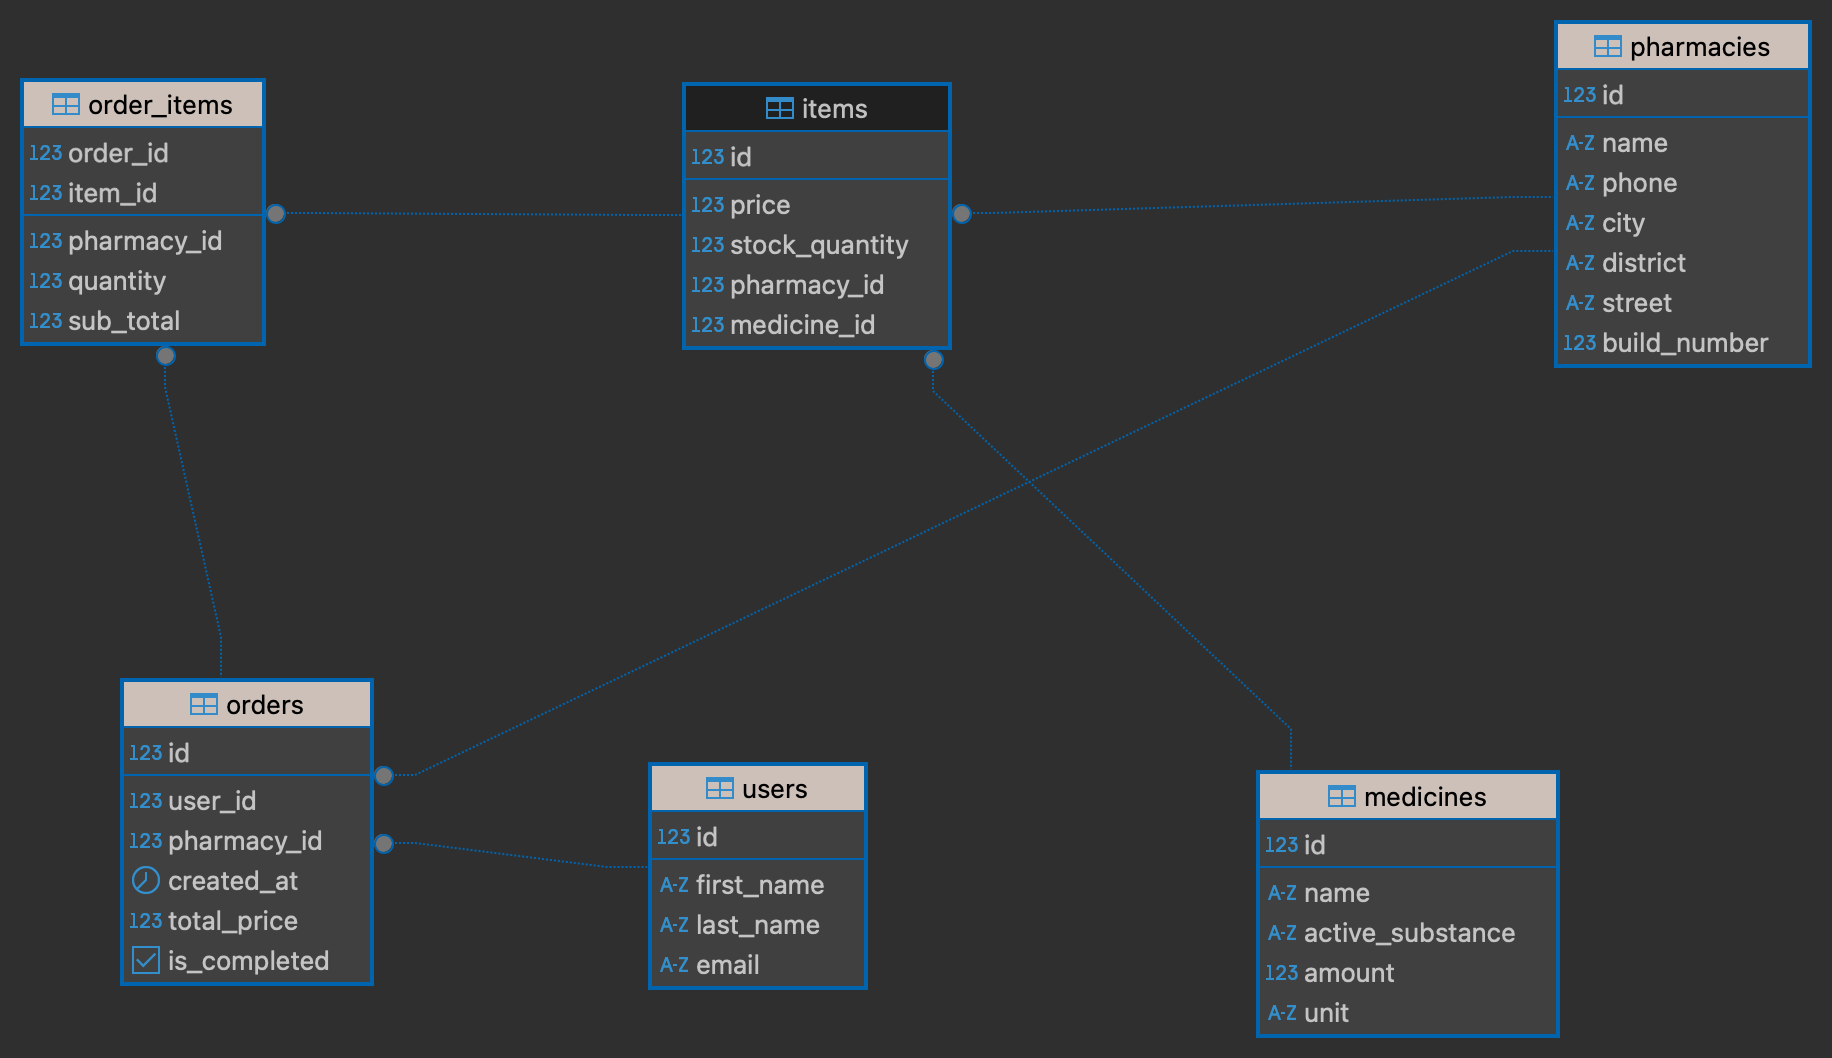 order_items
123 order_id
123 item_id
123 pharmacy_id
123 quantity
123 sub_total
items
123 id
123 price
123 stock_quantity
123 pharmacy_id
123 medicine_id
pharmacies
123 id
A-Z name
A-Z phone
A-Z city
A-Z district
A-Z street
123 build_number
orders
123 id
123 user_id
123 pharmacy_id
created_at
123 total_price
is_completed
users
123 id
A-Z first_name
A-Z last_name
A-Z email
medicines
123 id
A-Z name
A-Z active_substance
123 amount
A-Z unit